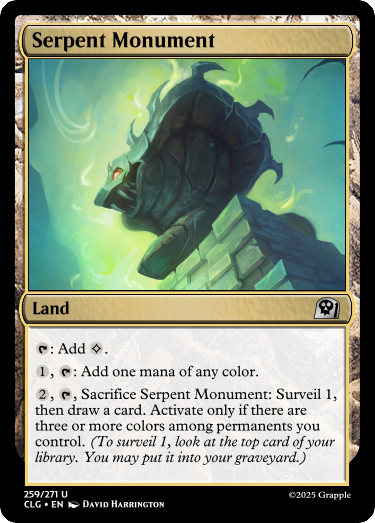 Serpent Monument
Land
: Add .
1, : Add one mana of any color.
2, , Sacrifice Serpent Monument: Surveil 1,
then draw a card. Activate only if there are
three or more colors among permanents you
control. (To surveil 1, look at the top card of your
library. You may put it into your graveyard.)
259/271 U
CLG • EN David Harrington
©2025 Grapple